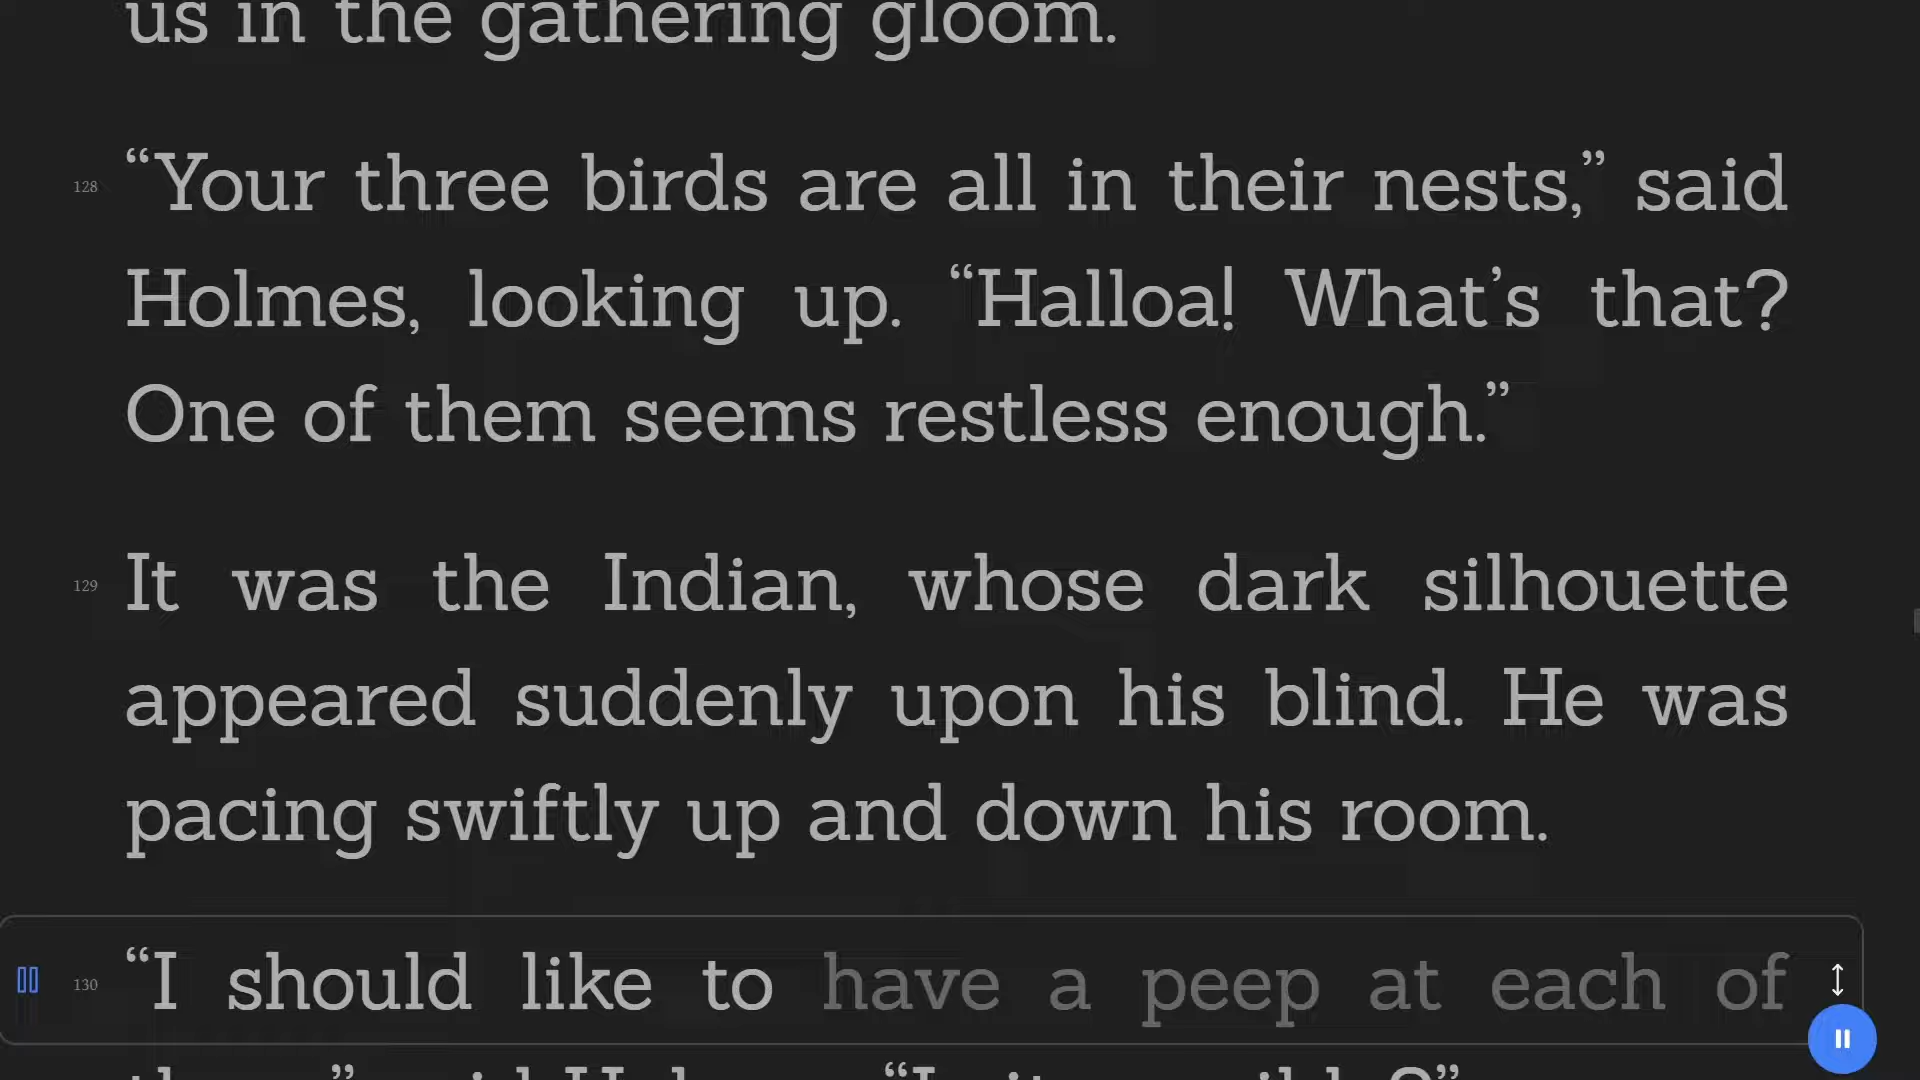 us in the gathering gloom.
128
“Your three birds are all in their nests,” said
Holmes, looking up. “Halloa! What’s that?
One of them seems restless enough.”
129
It was the Indian, whose dark silhouette
appeared suddenly upon his blind. He was
pacing swiftly up and down his room.
130
“I should like to have a peep at each of